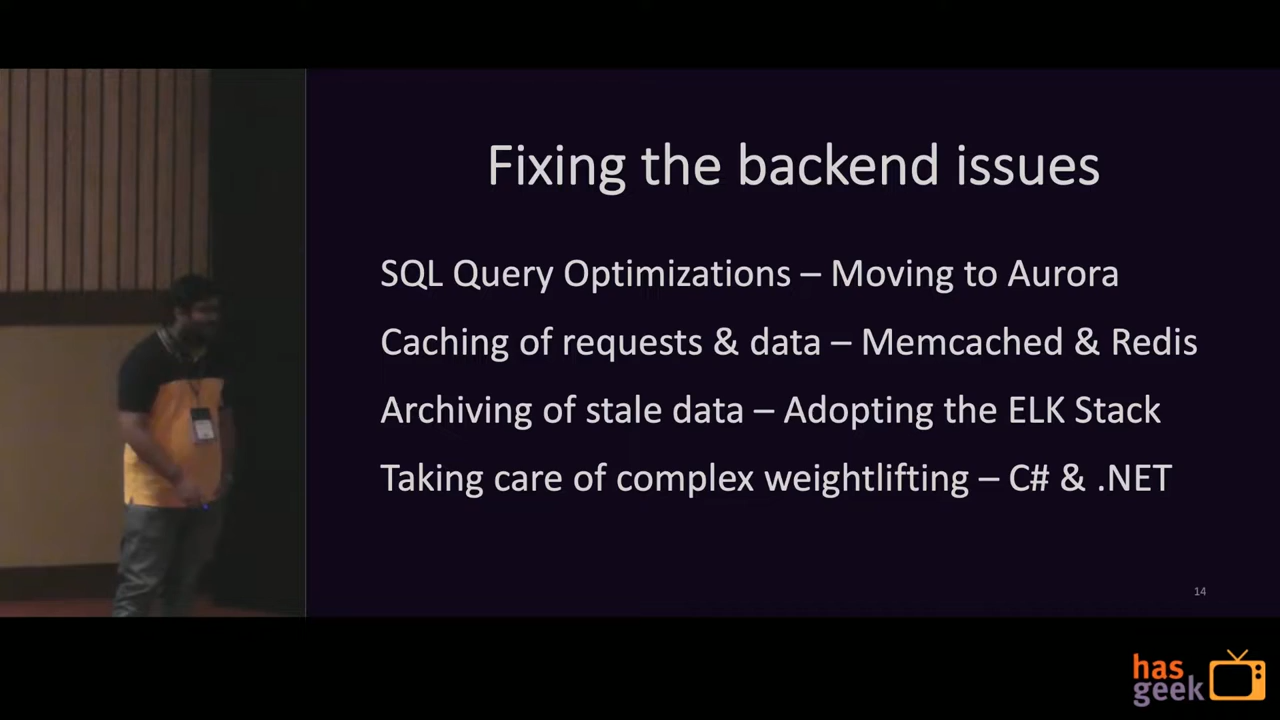 Fixing the backend issues
SQL Query Optimizations – Moving to Aurora
Caching of requests & data – Memcached & Redis
Archiving of stale data – Adopting the ELK Stack
Taking care of complex weightlifting – C# & .NET
14
has
geek